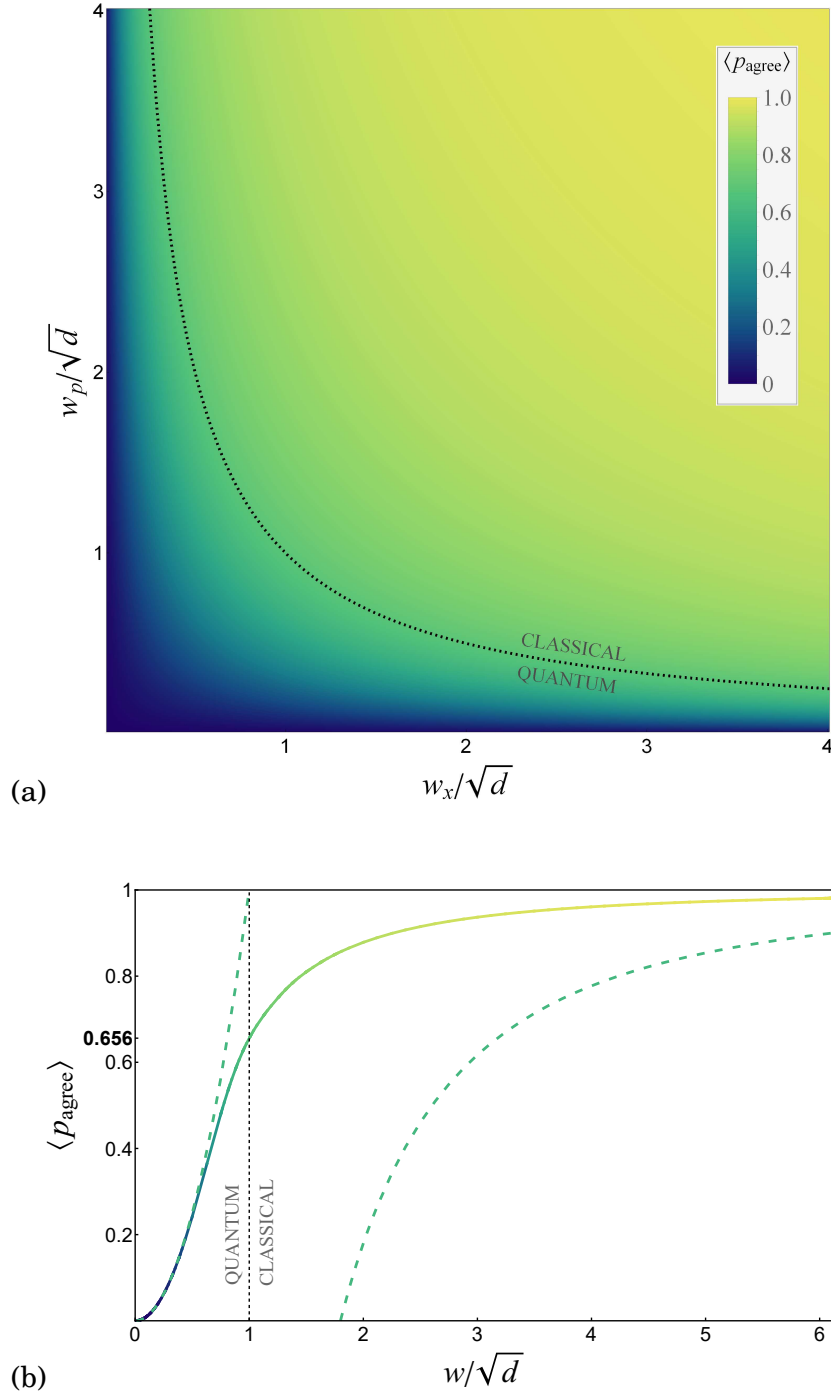 4
3
2
1
w_p/√d
⟨p_agree⟩
1.0
0.8
0.6
0.4
0.2
0
CLASSICAL
QUANTUM
1 2 3 4
w_x/√d
(a)
1
0.8
0.656
0.6
0.4
0.2
⟨p_agree⟩
QUANTUM
CLASSICAL
0 1 2 3 4 5 6
w/√d
(b)